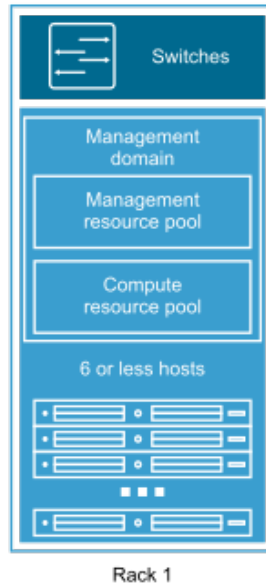 Switches
Management
domain
Management
resource pool
Compute
resource pool
6 or less hosts
Rack 1